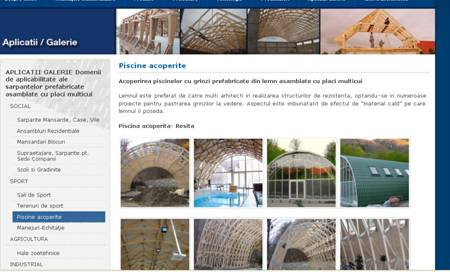 Aplicatii / Galerie
APLICATII GALERIE Domenii
de aplicabilitate ale
sarpantelor prefabricate
asamblate cu placi multicui
SOCIAL
Sarpante Mansarde, Case, Vile
Ansambluri Rezidentiale
Mansardari Blocuri
Supraetajare, Sarpante pt.
Sedii Companii
Scoli si Gradinite
SPORT
Sali de Sport
Terenuri de sport
Piscine acoperite
Manejuri-Echitatie
AGRICULTURA
Hale zootehnice
INDUSTRIAL
Piscine acoperite
Acoperirea piscinelor cu grinzi prefabricate din lemn asamblate cu placi multicui
Lemnul este preferat de catre multi arhitecti in realizarea structurilor de rezistenta, optandu-se in numeroase
proiecte pentru pastrarea grinzilor la vedere. Aspectul este imbunatatit de efectul de "material cald" pe care
lemnul il poseda.
Piscina acoperita- Resita